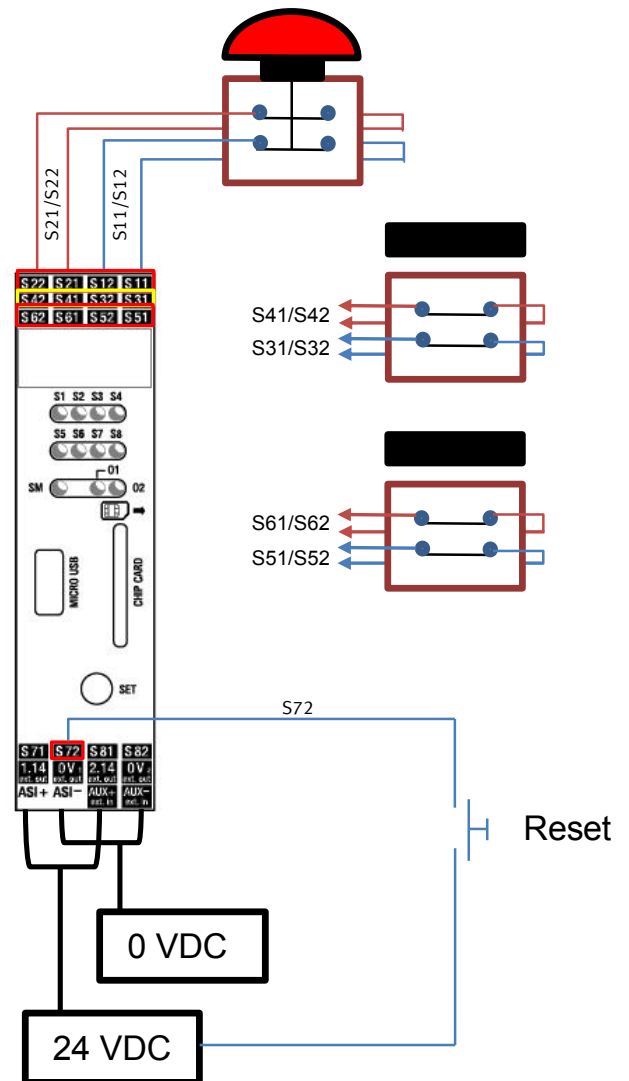 S21/S22
S11/S12
S22 S21 S12 S11
S42 S41 S32 S31
S62 S61 S52 S51
S41/S42
S31/S32
S1 S2 S3 S4
S5 S6 S7 S8
01
SM 02
S61/S62
S51/S52
MICRO USB
CHIP CARD
SET
S72
S71 S72 S81 S82
1.14 0V1 2.14 0V2
ext. out ext. out ext. out ext. out
ASI+ ASI− AUX+ AUX−
ext. in ext. in
Reset
0 VDC
24 VDC